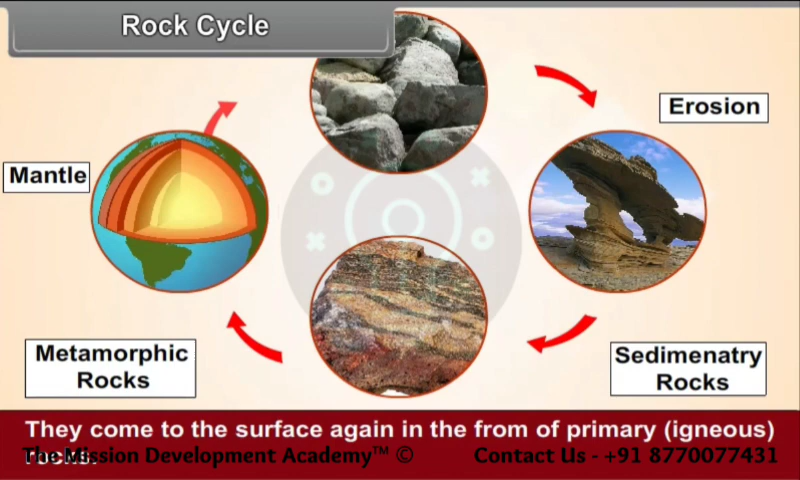 Rock Cycle
Erosion
Mantle
Metamorphic
Rocks
Sedimenatry
Rocks
They come to the surface again in the from of primary (igneous)
rocks.
The Mission Development Academy™ © Contact Us - +91 8770077431